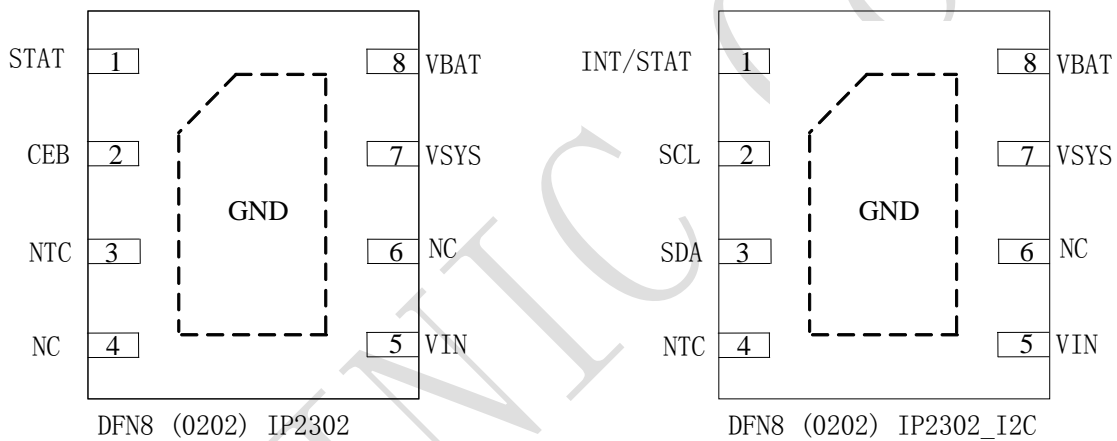 STAT 1 8 VBAT
CEB 2 7 VSYS
GND
NTC 3 6 NC
NC 4 5 VIN
DFN8 (0202) IP2302
INT/STAT 1 8 VBAT
SCL 2 7 VSYS
GND
SDA 3 6 NC
NTC 4 5 VIN
DFN8 (0202) IP2302_I2C